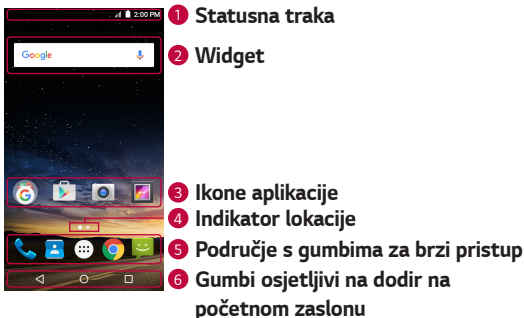 2:00 PM
1 Statusna traka
Google
2 Widget
3 Ikone aplikacije
4 Indikator lokacije
5 Područje s gumbima za brzi pristup
6 Gumbi osjetljivi na dodir na
početnom zaslonu